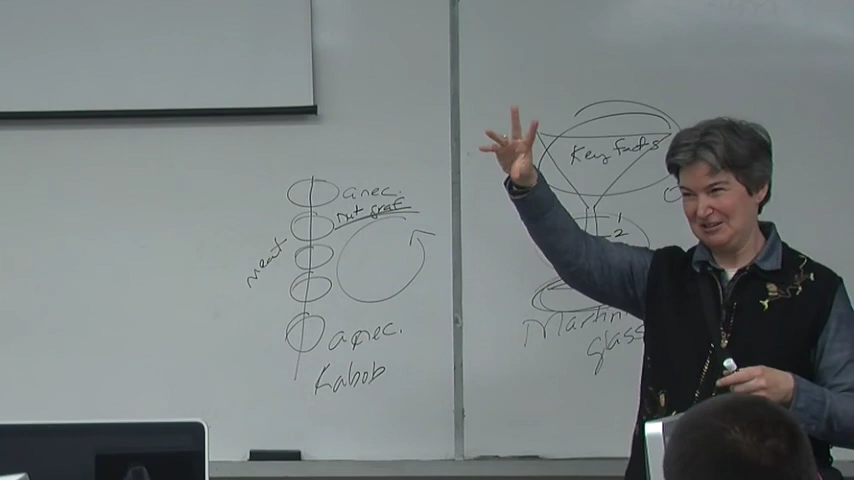 anec.
nut graf
meat
anec.
Kabob
Key facts
1
2
Martini
glass